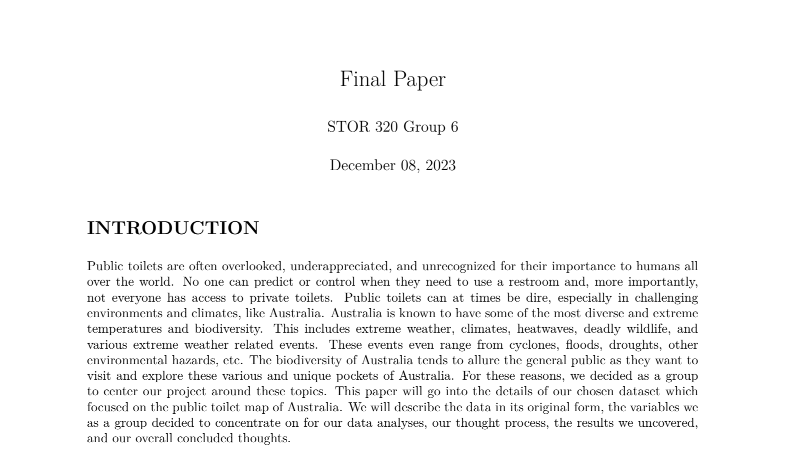 Final Paper
STOR 320 Group 6
December 08, 2023
INTRODUCTION
Public toilets are often overlooked, underappreciated, and unrecognized for their importance to humans all
over the world. No one can predict or control when they need to use a restroom and, more importantly,
not everyone has access to private toilets. Public toilets can at times be dire, especially in challenging
environments and climates, like Australia. Australia is known to have some of the most diverse and extreme
temperatures and biodiversity. This includes extreme weather, climates, heatwaves, deadly wildlife, and
various extreme weather related events. These events even range from cyclones, floods, droughts, other
environmental hazards, etc. The biodiversity of Australia tends to allure the general public as they want to
visit and explore these various and unique pockets of Australia. For these reasons, we decided as a group
to center our project around these topics. This paper will go into the details of our chosen dataset which
focused on the public toilet map of Australia. We will describe the data in its original form, the variables we
as a group decided to concentrate on for our data analyses, our thought process, the results we uncovered,
and our overall concluded thoughts.